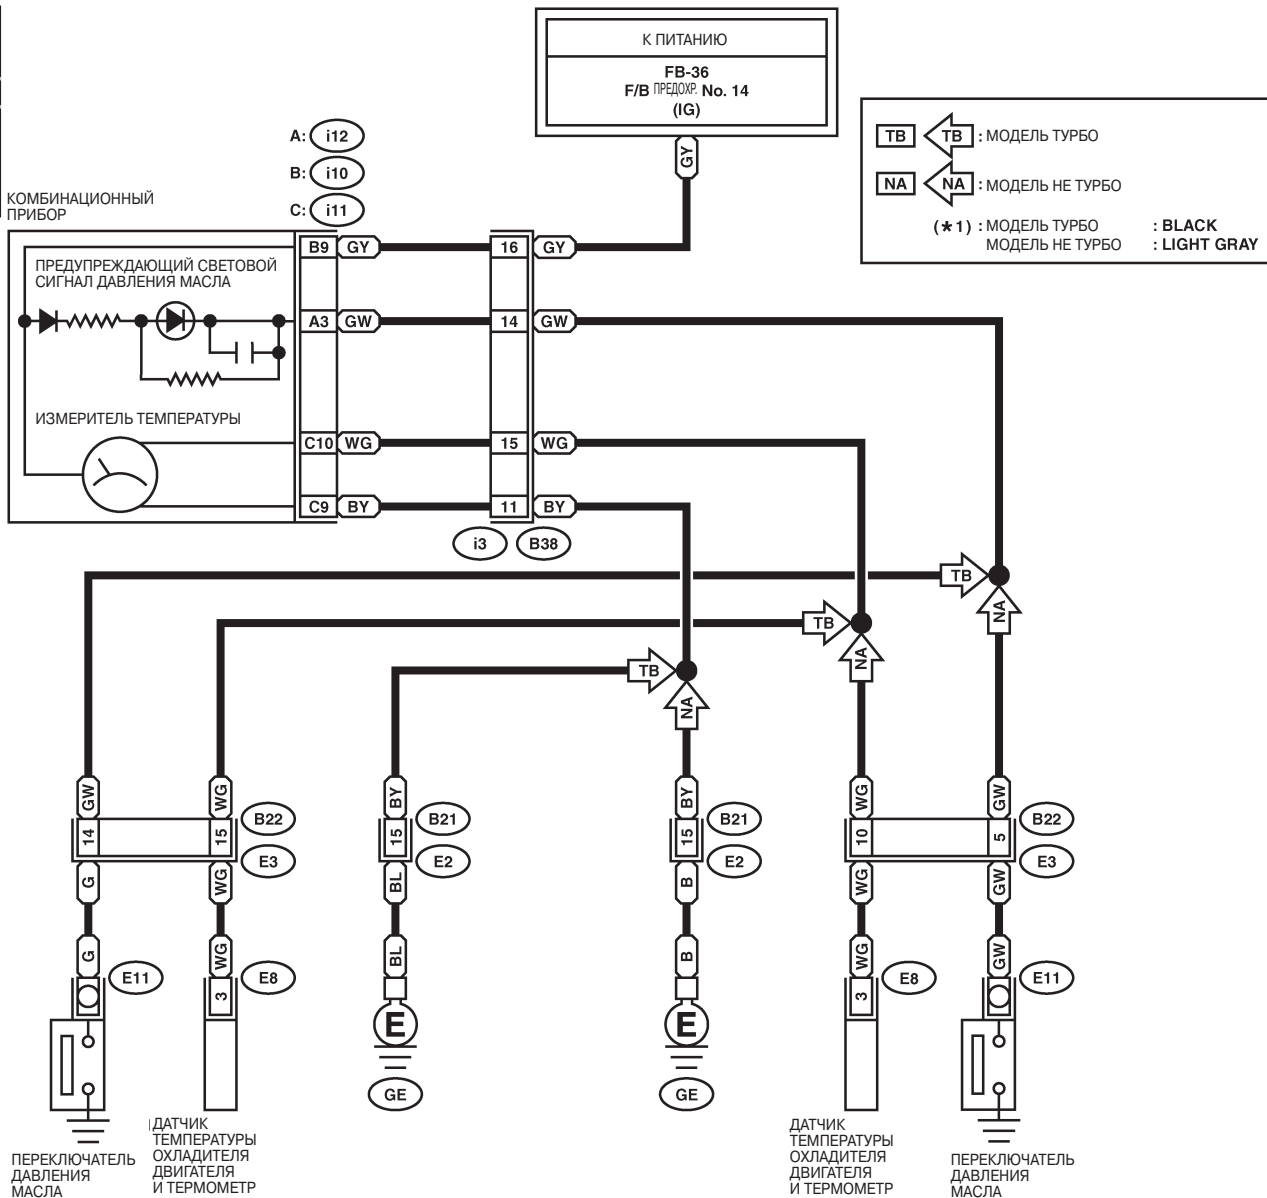 К ПИТАНИЮ
FB-36
F/B ПРЕДОХР. No. 14
(IG)
GY
TB TB : МОДЕЛЬ ТУРБО
NA NA : МОДЕЛЬ НЕ ТУРБО
(*1) : МОДЕЛЬ ТУРБО : BLACK
МОДЕЛЬ НЕ ТУРБО : LIGHT GRAY
A: i12
B: i10
C: i11
КОМБИНАЦИОННЫЙ
ПРИБОР
B9 GY 16 GY
ПРЕДУПРЕЖДАЮЩИЙ СВЕТОВОЙ
СИГНАЛ ДАВЛЕНИЯ МАСЛА
A3 GW 14 GW
ИЗМЕРИТЕЛЬ ТЕМПЕРАТУРЫ
C10 WG 15 WG
C9 BY 11 BY
i3 B38
TB
NA
TB
NA
TB
NA
GW WG BY BY WG GW
14 15 B22 15 B21 15 B21 10 5 B22
E3 E2 E2 E3
G WG BL B WG GW
G WG BL B WG GW
E11 3 E8 3 E8 E11
E E
GE GE
ПЕРЕКЛЮЧАТЕЛЬ
ДАВЛЕНИЯ
МАСЛА
ДАТЧИК
ТЕМПЕРАТУРЫ
ОХЛАДИТЕЛЯ
ДВИГАТЕЛЯ
И ТЕРМОМЕТР
ДАТЧИК
ТЕМПЕРАТУРЫ
ОХЛАДИТЕЛЯ
ДВИГАТЕЛЯ
И ТЕРМОМЕТР
ПЕРЕКЛЮЧАТЕЛЬ
ДАВЛЕНИЯ
МАСЛА